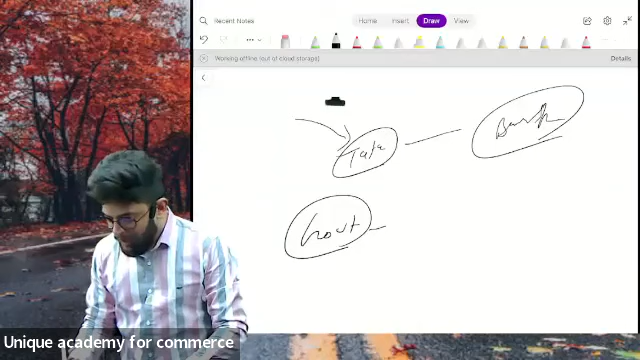 Recent Notes
Home Insert Draw View
Working offline (out of cloud storage)
Details
Tata
Bank
Govt
Unique academy for commerce